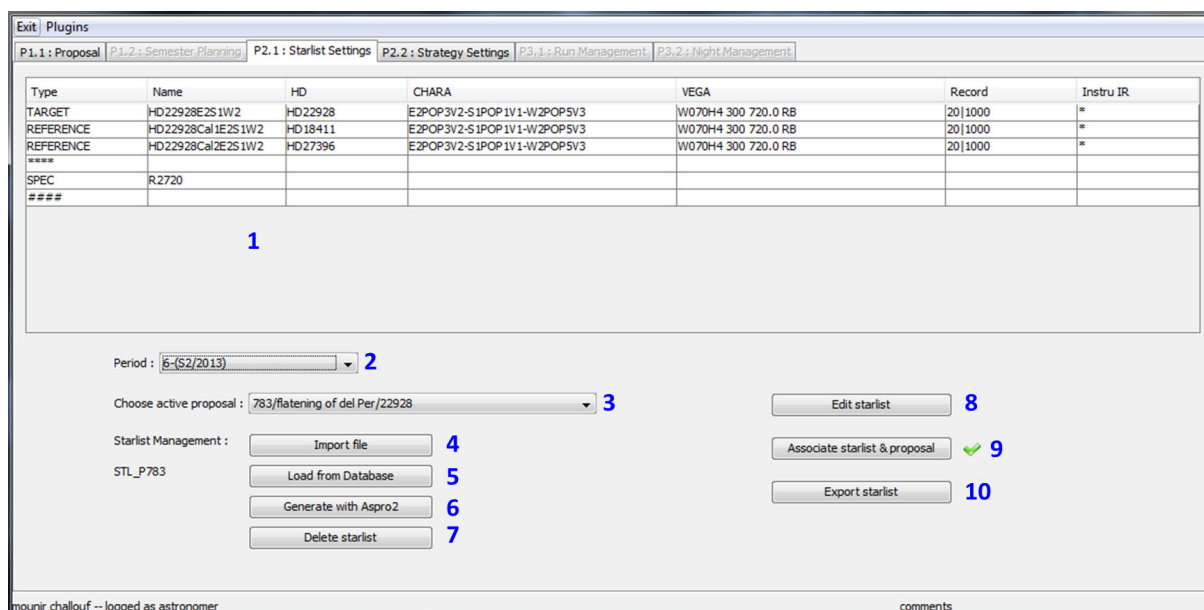 Exit Plugins
P1.1 : Proposal P1.2 : Semester Planning P2.1 : Starlist Settings P2.2 : Strategy Settings P3.1 : Run Management P3.2 : Night Management
Type Name HD CHARA VEGA Record Instru IR
TARGET HD22928E2S1W2 HD22928 E2POP3V2-S1POP1V1-W2POP5V3 W070H4 300 720.0 RB 20|1000 *
REFERENCE HD22928Cal1E2S1W2 HD18411 E2POP3V2-S1POP1V1-W2POP5V3 W070H4 300 720.0 RB 20|1000 *
REFERENCE HD22928Cal2E2S1W2 HD27396 E2POP3V2-S1POP1V1-W2POP5V3 W070H4 300 720.0 RB 20|1000 *
****
SPEC R2720
####
1
Period : 6-(S2/2013) 2
Choose active proposal : 783/flatening of del Per/22928 3 Edit starlist 8
Starlist Management : Import file 4 Associate starlist & proposal 9
STL_P783 Load from Database 5 Export starlist 10
Generate with Aspro2 6
Delete starlist 7
mounir challouf -- logged as astronomer comments